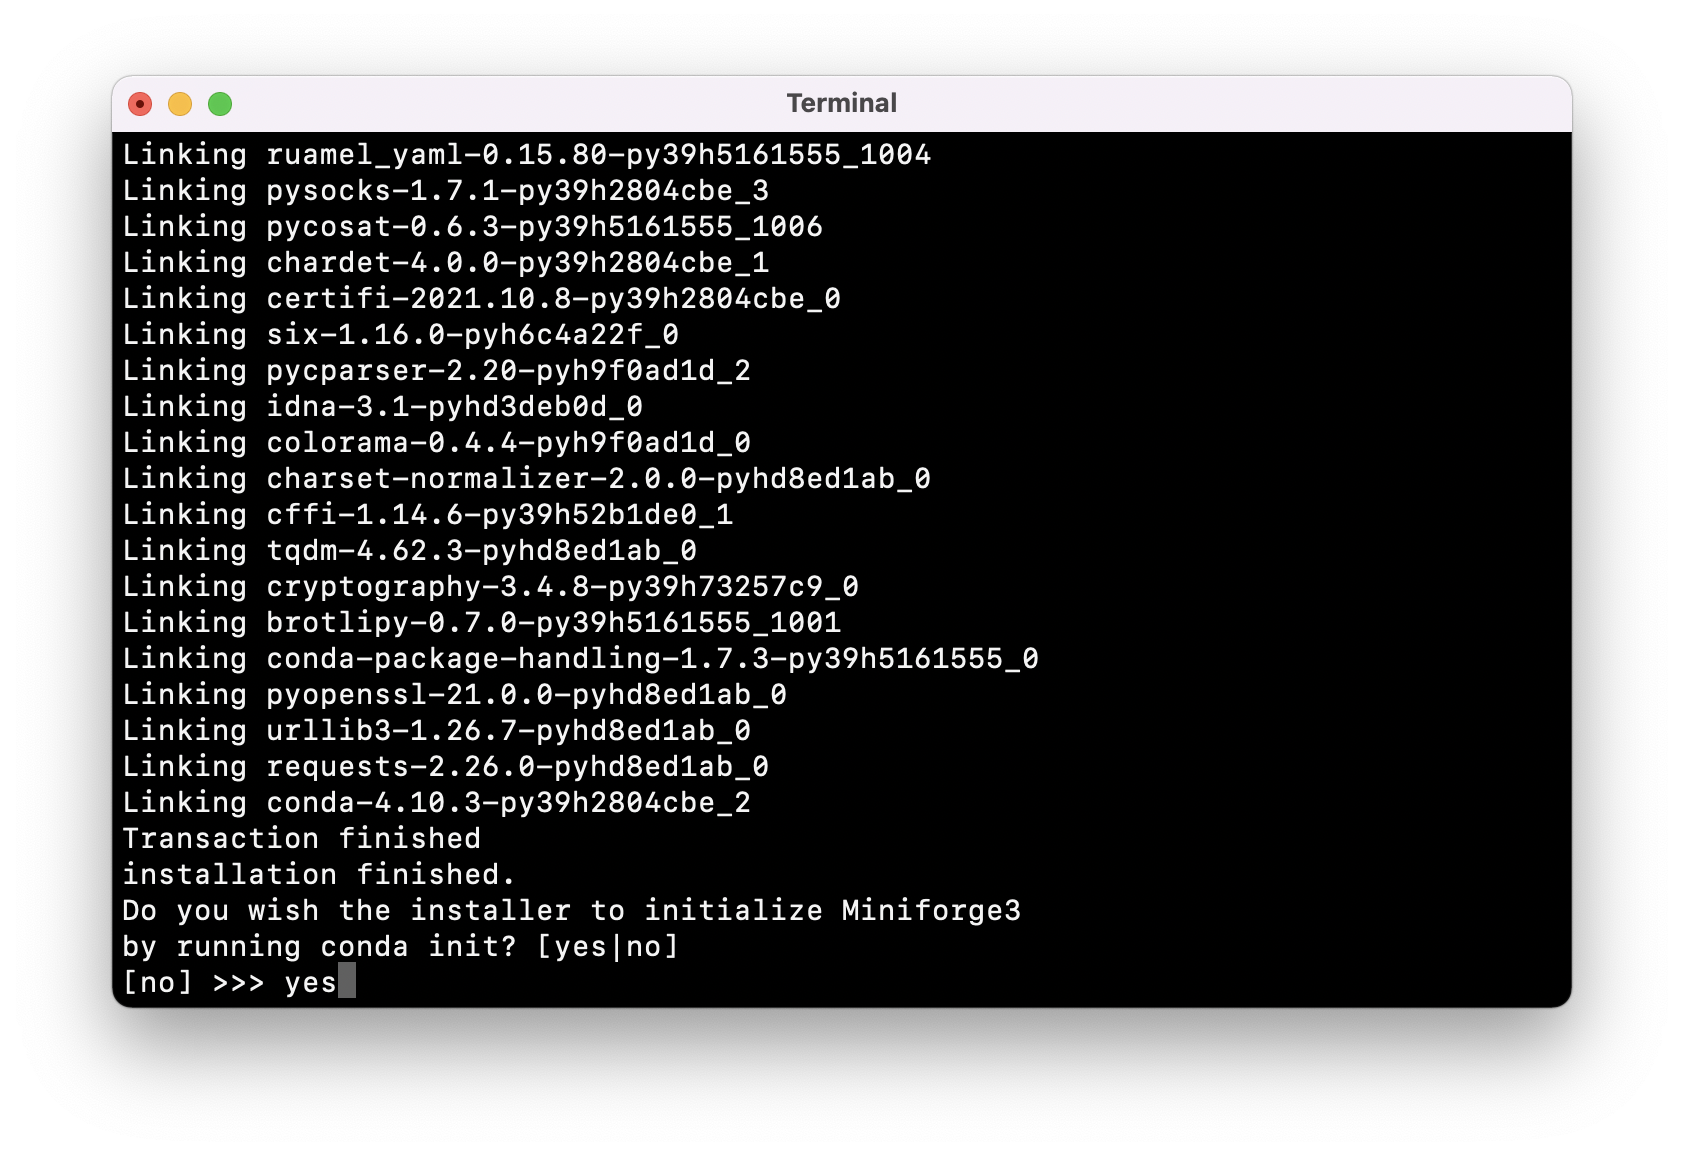 Terminal
Linking ruamel_yaml-0.15.80-py39h5161555_1004
Linking pysocks-1.7.1-py39h2804cbe_3
Linking pycosat-0.6.3-py39h5161555_1006
Linking chardet-4.0.0-py39h2804cbe_1
Linking certifi-2021.10.8-py39h2804cbe_0
Linking six-1.16.0-pyh6c4a22f_0
Linking pycparser-2.20-pyh9f0ad1d_2
Linking idna-3.1-pyhd3deb0d_0
Linking colorama-0.4.4-pyh9f0ad1d_0
Linking charset-normalizer-2.0.0-pyhd8ed1ab_0
Linking cffi-1.14.6-py39h52b1de0_1
Linking tqdm-4.62.3-pyhd8ed1ab_0
Linking cryptography-3.4.8-py39h73257c9_0
Linking brotlipy-0.7.0-py39h5161555_1001
Linking conda-package-handling-1.7.3-py39h5161555_0
Linking pyopenssl-21.0.0-pyhd8ed1ab_0
Linking urllib3-1.26.7-pyhd8ed1ab_0
Linking requests-2.26.0-pyhd8ed1ab_0
Linking conda-4.10.3-py39h2804cbe_2
Transaction finished
installation finished.
Do you wish the installer to initialize Miniforge3
by running conda init? [yes|no]
[no] >>> yes